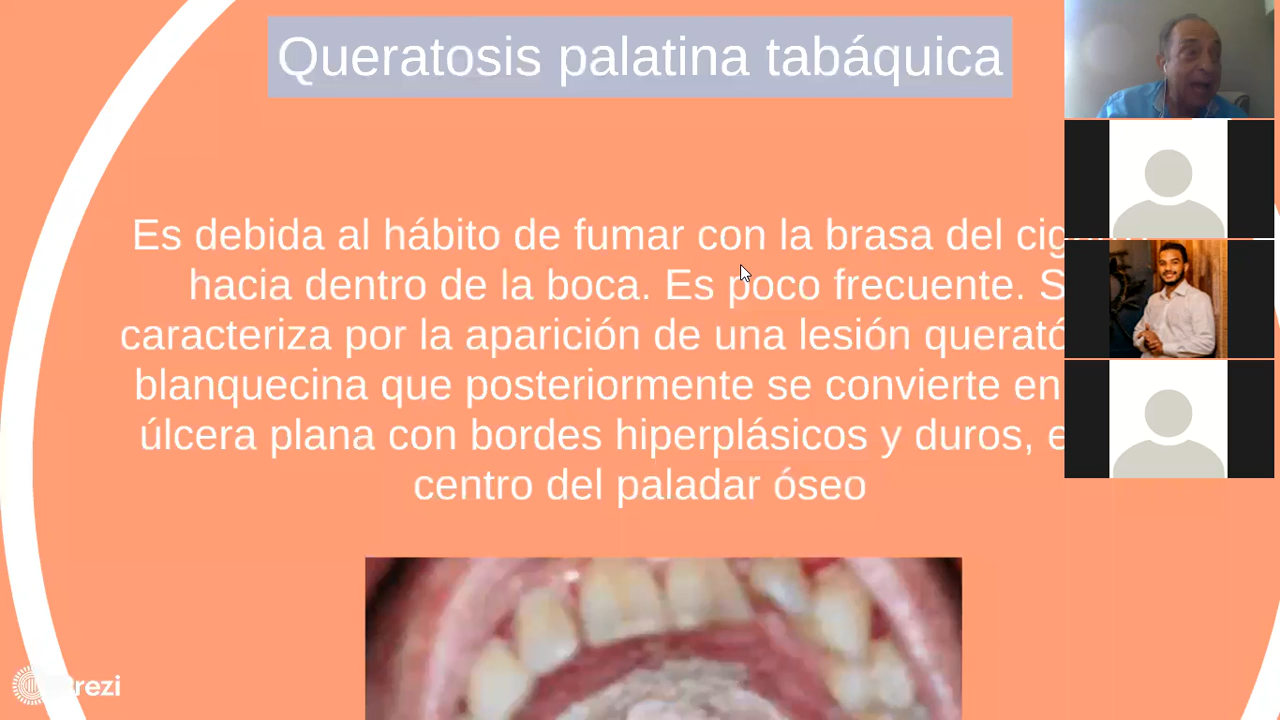 Queratosis palatina tabáquica
Es debida al hábito de fumar con la brasa del
hacia dentro de la boca. Es poco frecuente.
caracteriza por la aparición de una lesión
blanquecina que posteriormente se convierte en
úlcera plana con bordes hiperplásicos y duros,
centro del paladar óseo
Prezi